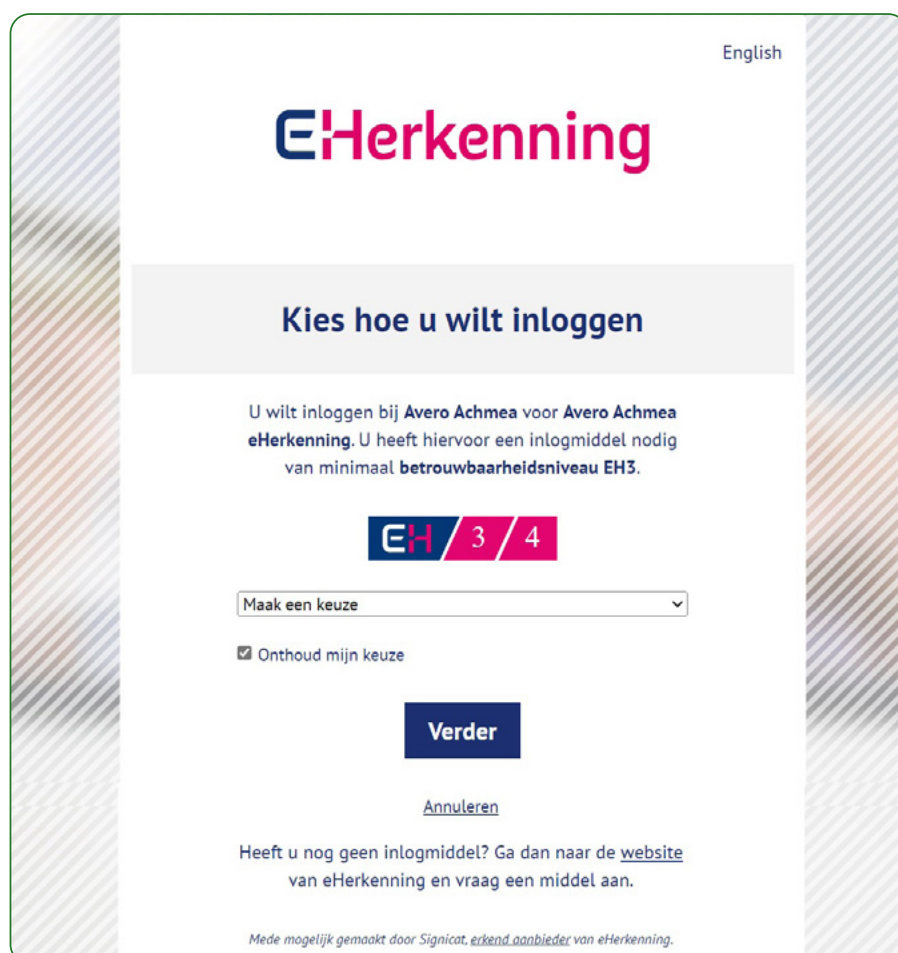 English
EHerkenning
Kies hoe u wilt inloggen
U wilt inloggen bij Avero Achmea voor Avero Achmea
eHerkenning. U heeft hiervoor een inlogmiddel nodig
van minimaal betrouwbaarheidsniveau EH3.
EH 3 4
Maak een keuze
Onthoud mijn keuze
Verder
Annuleren
Heeft u nog geen inlogmiddel? Ga dan naar de website
van eHerkenning en vraag een middel aan.
Mede mogelijk gemaakt door Signicat, erkend aanbieder van eHerkenning.